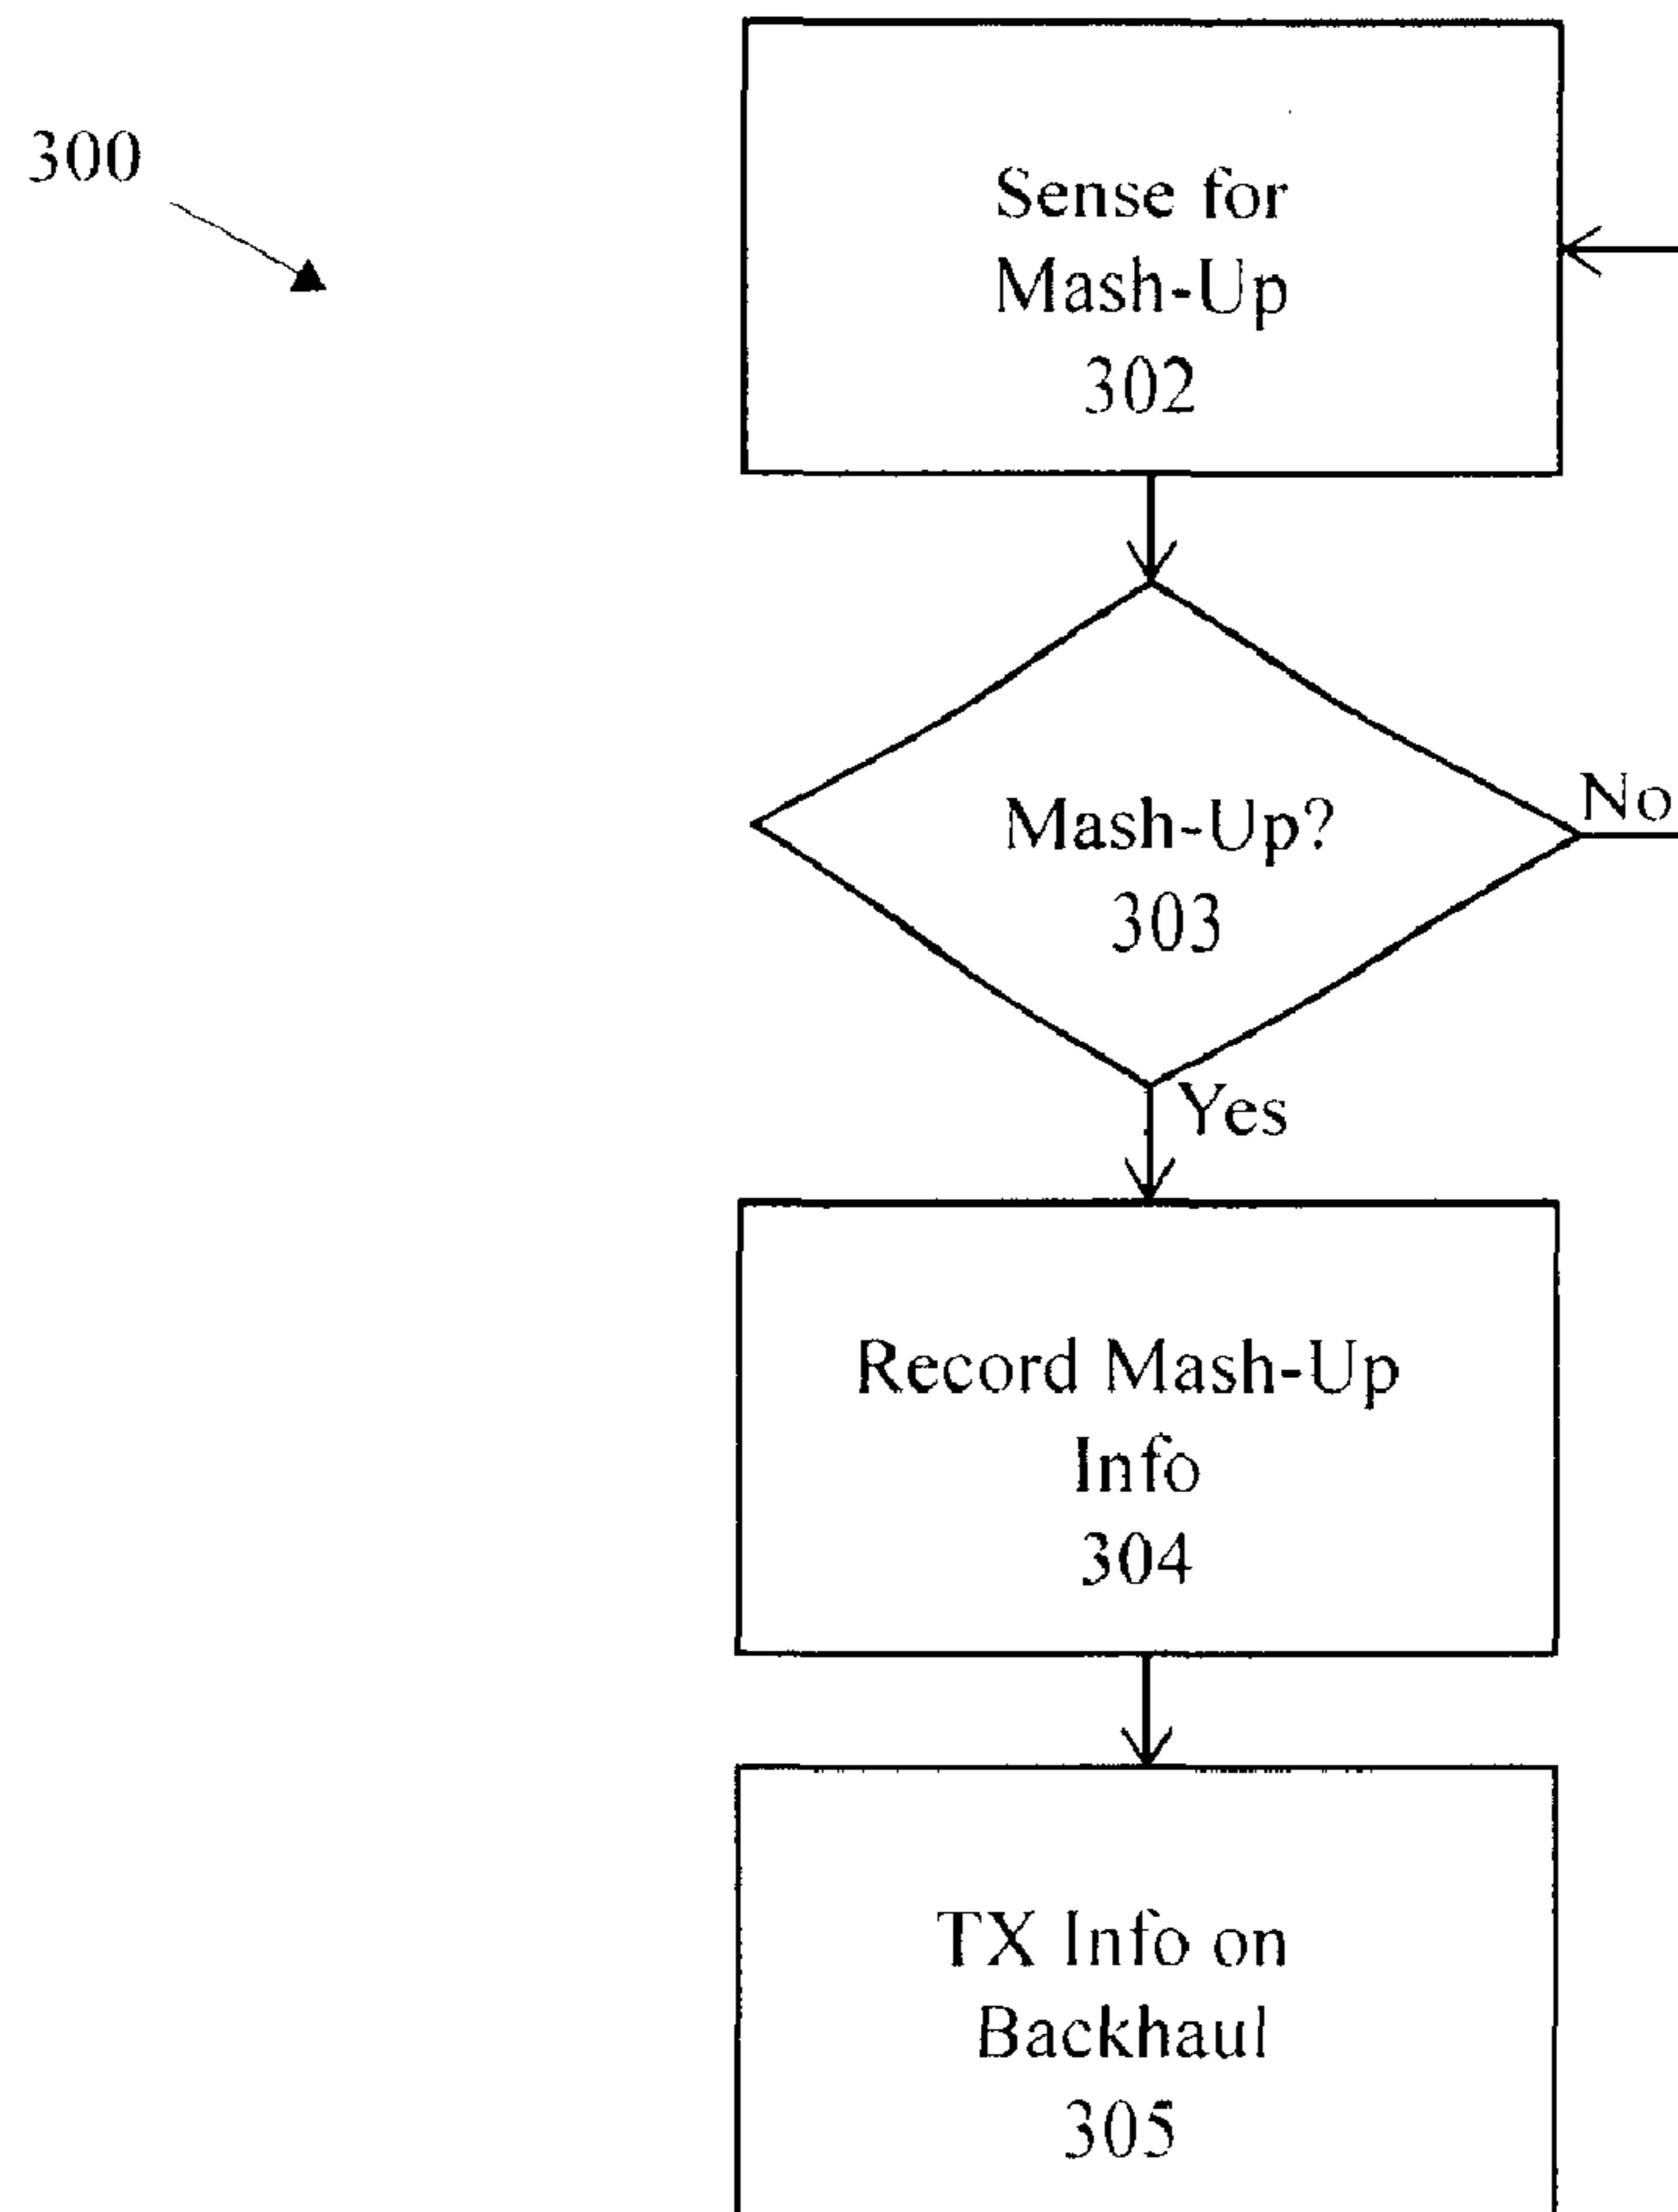 300
Sense for
Mash-Up
302
Mash-Up?
303
No
Yes
Record Mash-Up
Info
304
TX Info on
Backhaul
305